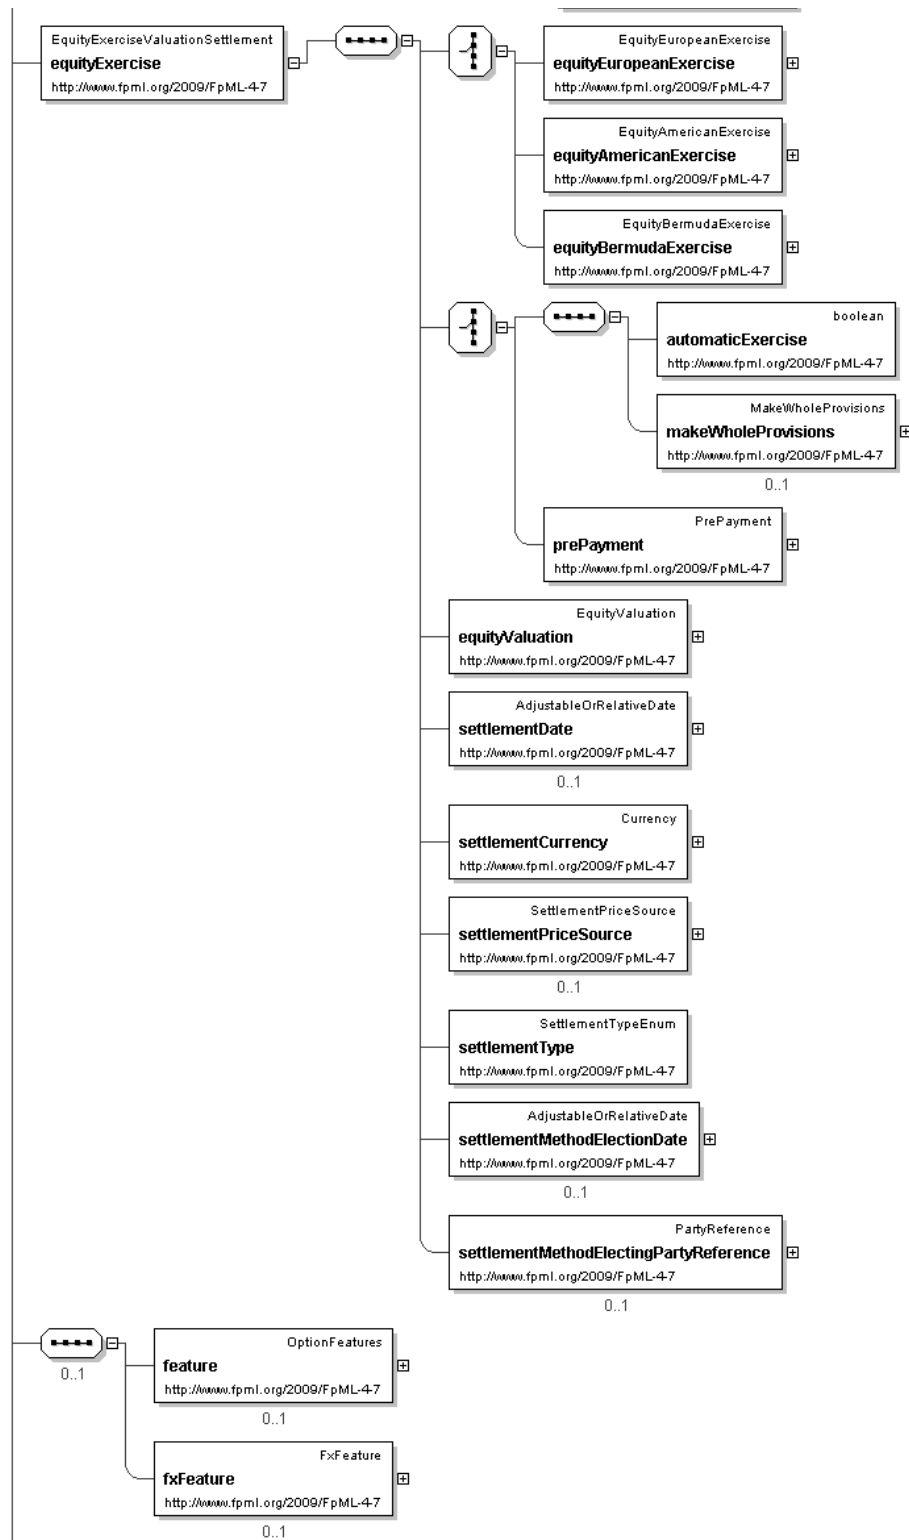 EquityExerciseValuationSettlement
equityExercise
http://www.fpml.org/2009/FpML-4-7
EquityEuropeanExercise
equityEuropeanExercise
http://www.fpml.org/2009/FpML-4-7
EquityAmericanExercise
equityAmericanExercise
http://www.fpml.org/2009/FpML-4-7
EquityBermudaExercise
equityBermudaExercise
http://www.fpml.org/2009/FpML-4-7
boolean
automaticExercise
http://www.fpml.org/2009/FpML-4-7
MakeWholeProvisions
makeWholeProvisions
http://www.fpml.org/2009/FpML-4-7
0..1
PrePayment
prePayment
http://www.fpml.org/2009/FpML-4-7
EquityValuation
equityValuation
http://www.fpml.org/2009/FpML-4-7
AdjustableOrRelativeDate
settlementDate
http://www.fpml.org/2009/FpML-4-7
0..1
Currency
settlementCurrency
http://www.fpml.org/2009/FpML-4-7
SettlementPriceSource
settlementPriceSource
http://www.fpml.org/2009/FpML-4-7
0..1
SettlementTypeEnum
settlementType
http://www.fpml.org/2009/FpML-4-7
AdjustableOrRelativeDate
settlementMethodElectionDate
http://www.fpml.org/2009/FpML-4-7
0..1
PartyReference
settlementMethodElectingPartyReference
http://www.fpml.org/2009/FpML-4-7
0..1
0..1
OptionFeatures
feature
http://www.fpml.org/2009/FpML-4-7
0..1
FxFeature
fxFeature
http://www.fpml.org/2009/FpML-4-7
0..1